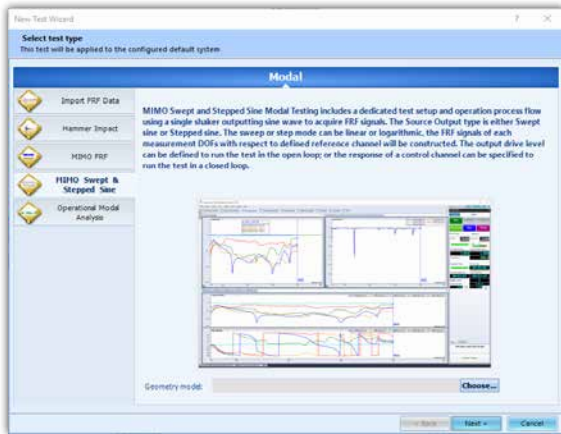 New Test Wizard
?
Select test type
This test will be applied to the configured default system
Modal
Import FRF Data
Hammer Impact
MIMO FRF
MIMO Swept &
Stepped Sine
Operational Modal
Analysis
MIMO Swept and Stepped Sine Modal Testing includes a dedicated test setup and operation process flow
using a single shaker outputting sine wave to acquire FRF signals. The Source Output type is either Swept
sine or Stepped sine. The sweep or step mode can be linear or logarithmic, the FRF signals of each
measurement DOFs with respect to defined reference channel will be constructed. The output drive level
can be defined to run the test in the open loop; or the response of a control channel can be specified to
run the test in a closed loop.
Geometry model:
Choose...
< Back
Next »
Cancel